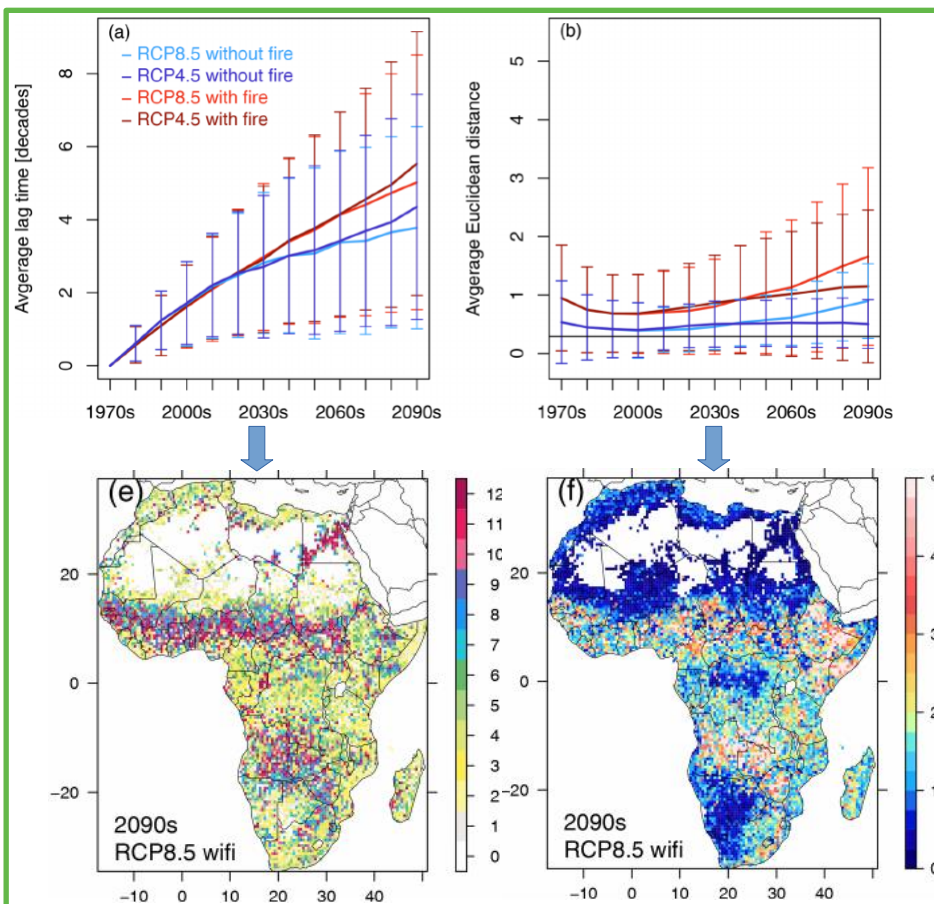 (a)
— RCP8.5 without fire
— RCP4.5 without fire
— RCP8.5 with fire
— RCP4.5 with fire
Avgerage lag time [decades]
8
6
4
2
0
1970s 2000s 2030s 2060s 2090s
(b)
Avgerage Euclidean distance
5
4
3
2
1
0
1970s 2000s 2030s 2060s 2090s
(e)
20
0
−20
2090s
RCP8.5 wifi
−10 0 10 20 30 40
12
11
10
9
8
7
6
5
4
3
2
1
0
(f)
20
0
−20
2090s
RCP8.5 wifi
−10 0 10 20 30 40
3
2
1